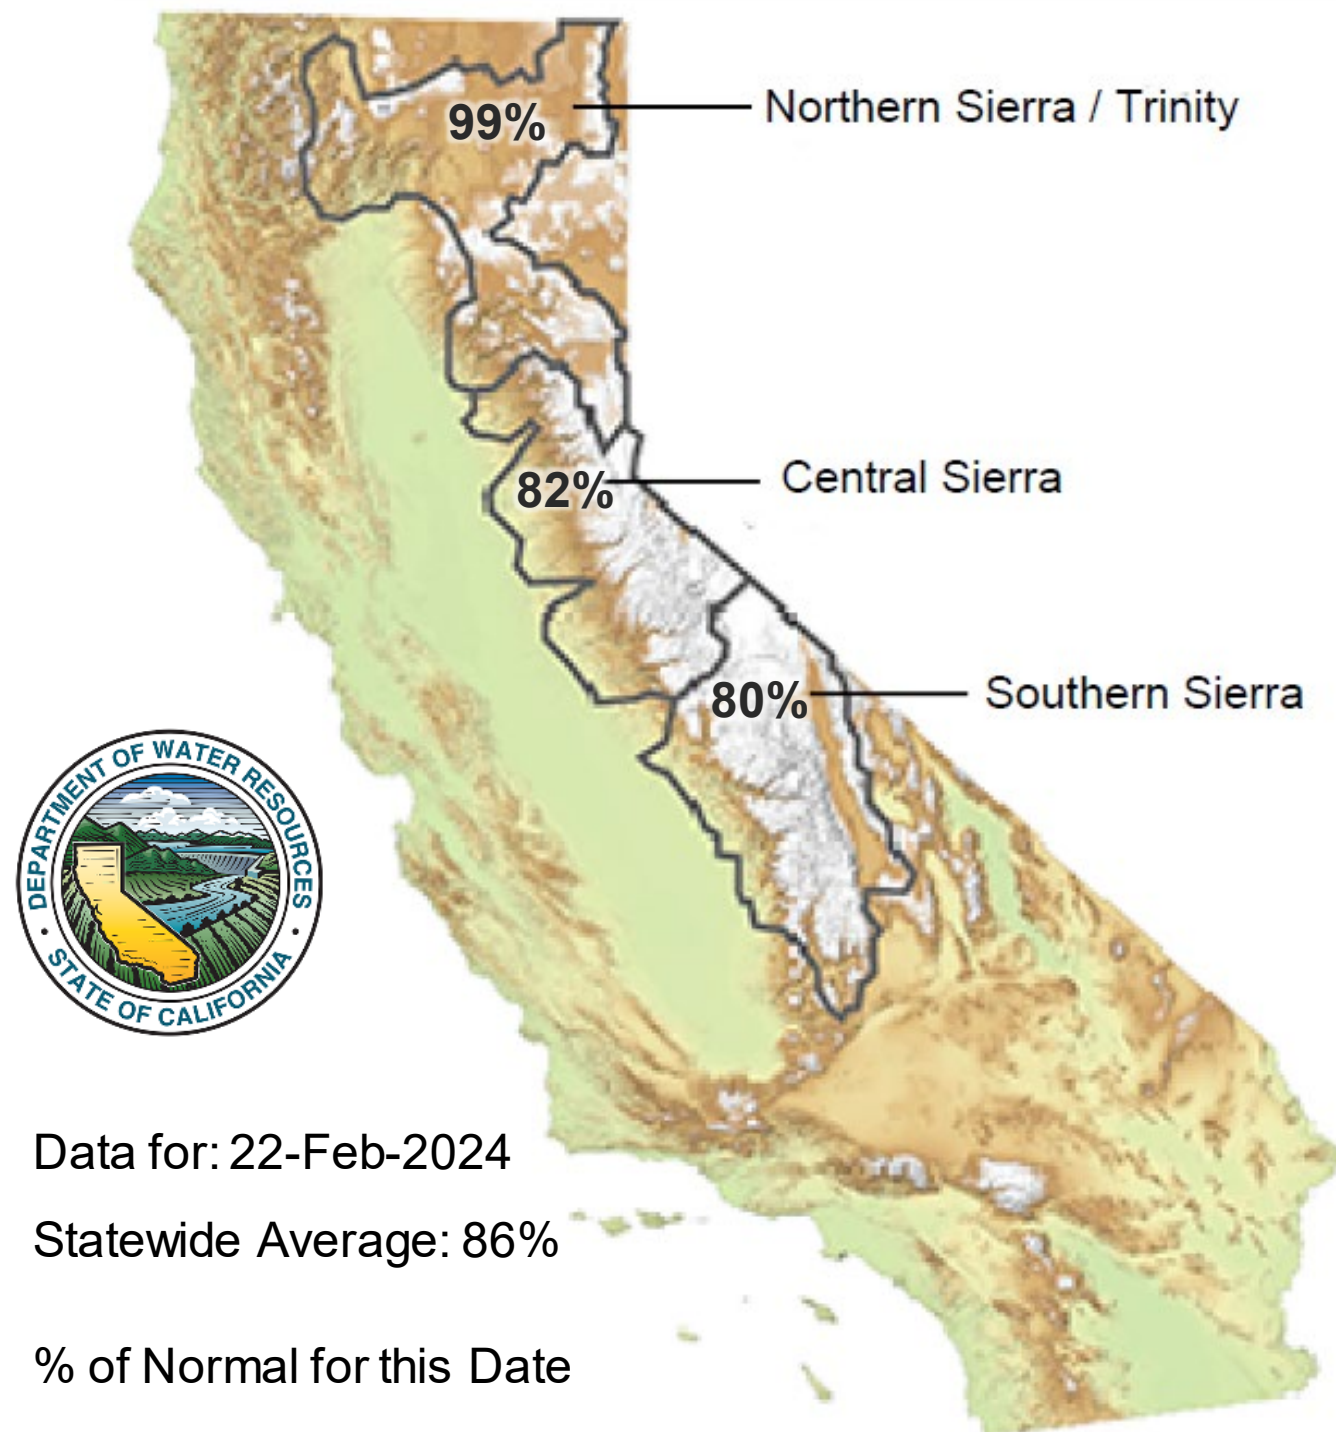 99%
Northern Sierra / Trinity
82%
Central Sierra
80%
Southern Sierra
DEPARTMENT OF WATER RESOURCES
• STATE OF CALIFORNIA •
Data for: 22-Feb-2024
Statewide Average: 86%
% of Normal for this Date